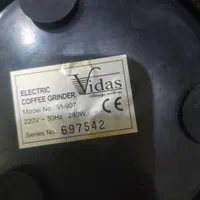 Vidas
ELECTRIC
COFFEE GRINDER
Model No. VI-907
220V ~ 50Hz 280W
CE
Series No. 697542